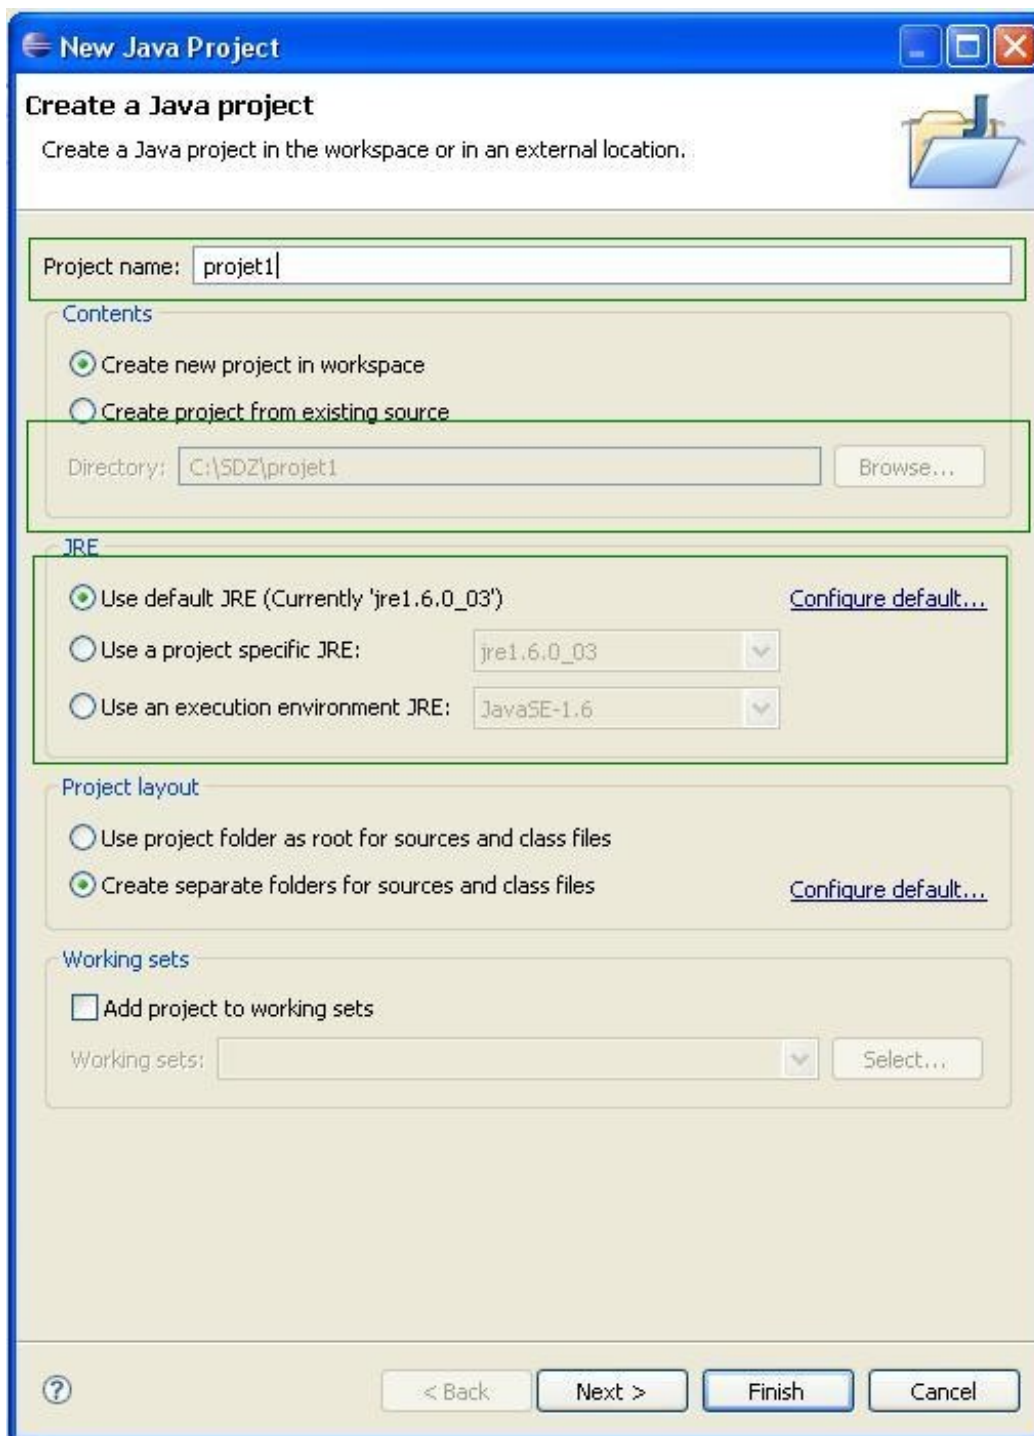 New Java Project
Create a Java project
Create a Java project in the workspace or in an external location.
Project name: projet1
Contents
Create new project in workspace
Create project from existing source
Directory: C:\SDZ\projet1 Browse...
JRE
Use default JRE (Currently 'jre1.6.0_03') Configure default...
Use a project specific JRE: jre1.6.0_03
Use an execution environment JRE: JavaSE-1.6
Project layout
Use project folder as root for sources and class files
Create separate folders for sources and class files Configure default...
Working sets
Add project to working sets
Working sets: Select...
? < Back Next > Finish Cancel